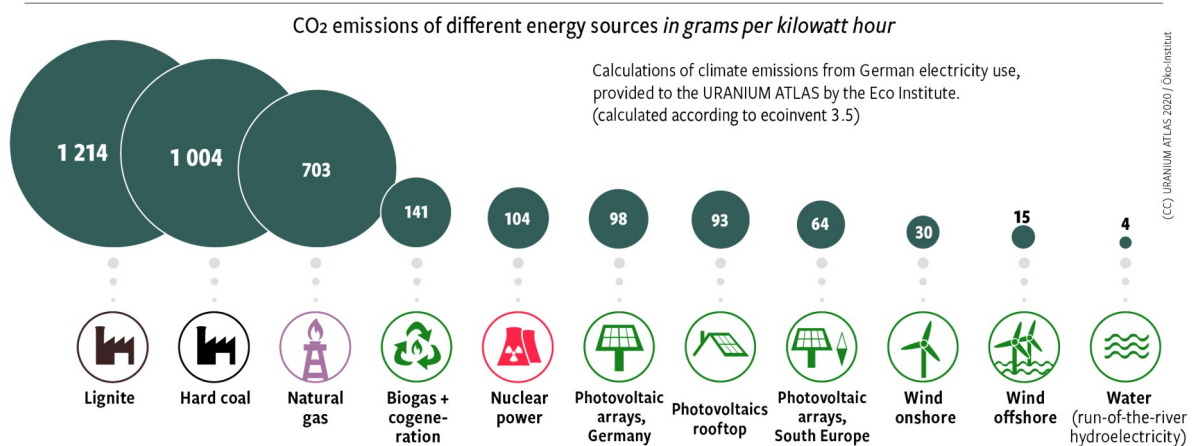 CO2 emissions of different energy sources in grams per kilowatt hour
Calculations of climate emissions from German electricity use,
provided to the URANIUM ATLAS by the Eco Institute.
(calculated according to ecoinvent 3.5)
(CC) URANIUM ATLAS 2020 / Öko-Institut
1 214
1 004
703
141
104
98
93
64
30
15
4
Lignite
Hard coal
Natural
gas
Biogas +
cogene-
ration
Nuclear
power
Photovoltaic
arrays,
Germany
Photovoltaics
rooftop
Photovoltaic
arrays,
South Europe
Wind
onshore
Wind
offshore
Water
(run-of-the-river
hydroelectricity)